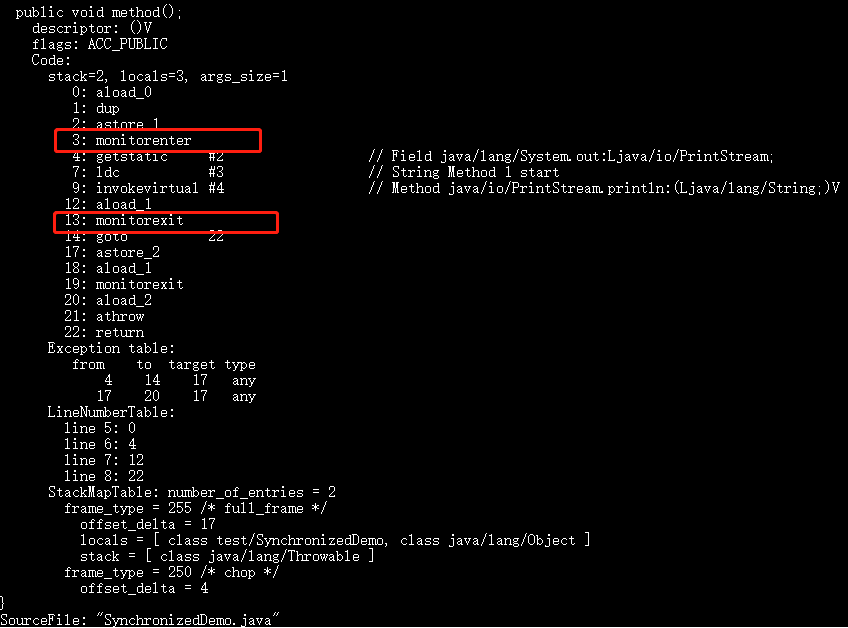 public void method();
descriptor: ()V
flags: ACC_PUBLIC
Code:
stack=2, locals=3, args_size=1
0: aload_0
1: dup
2: astore_1
3: monitorenter
4: getstatic #2 // Field java/lang/System.out:Ljava/io/PrintStream;
7: ldc #3 // String Method 1 start
9: invokevirtual #4 // Method java/io/PrintStream.println:(Ljava/lang/String;)V
12: aload_1
13: monitorexit
14: goto 22
17: astore_2
18: aload_1
19: monitorexit
20: aload_2
21: athrow
22: return
Exception table:
from to target type
4 14 17 any
17 20 17 any
LineNumberTable:
line 5: 0
line 6: 4
line 7: 12
line 8: 22
StackMapTable: number_of_entries = 2
frame_type = 255 /* full_frame */
offset_delta = 17
locals = [ class test/SynchronizedDemo, class java/lang/Object ]
stack = [ class java/lang/Throwable ]
frame_type = 250 /* chop */
offset_delta = 4
}
SourceFile: "SynchronizedDemo.java"